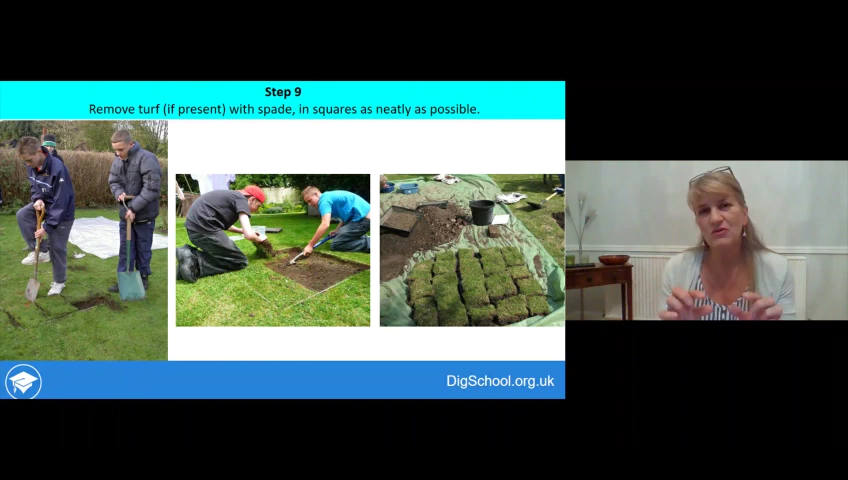 Step 9
Remove turf (if present) with spade, in squares as neatly as possible.
DigSchool.org.uk